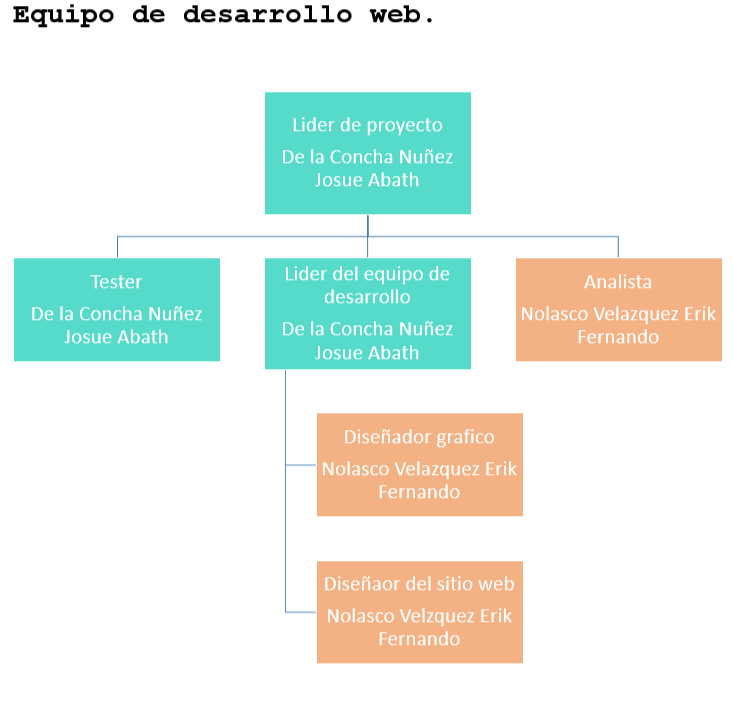 Equipo de desarrollo web.
Lider de proyecto
De la Concha Nuñez
Josue Abath
Tester
De la Concha Nuñez
Josue Abath
Lider del equipo de
desarrollo
De la Concha Nuñez
Josue Abath
Analista
Nolasco Velazquez Erik
Fernando
Diseñador grafico
Nolasco Velazquez Erik
Fernando
Diseñaor del sitio web
Nolasco Velzquez Erik
Fernando